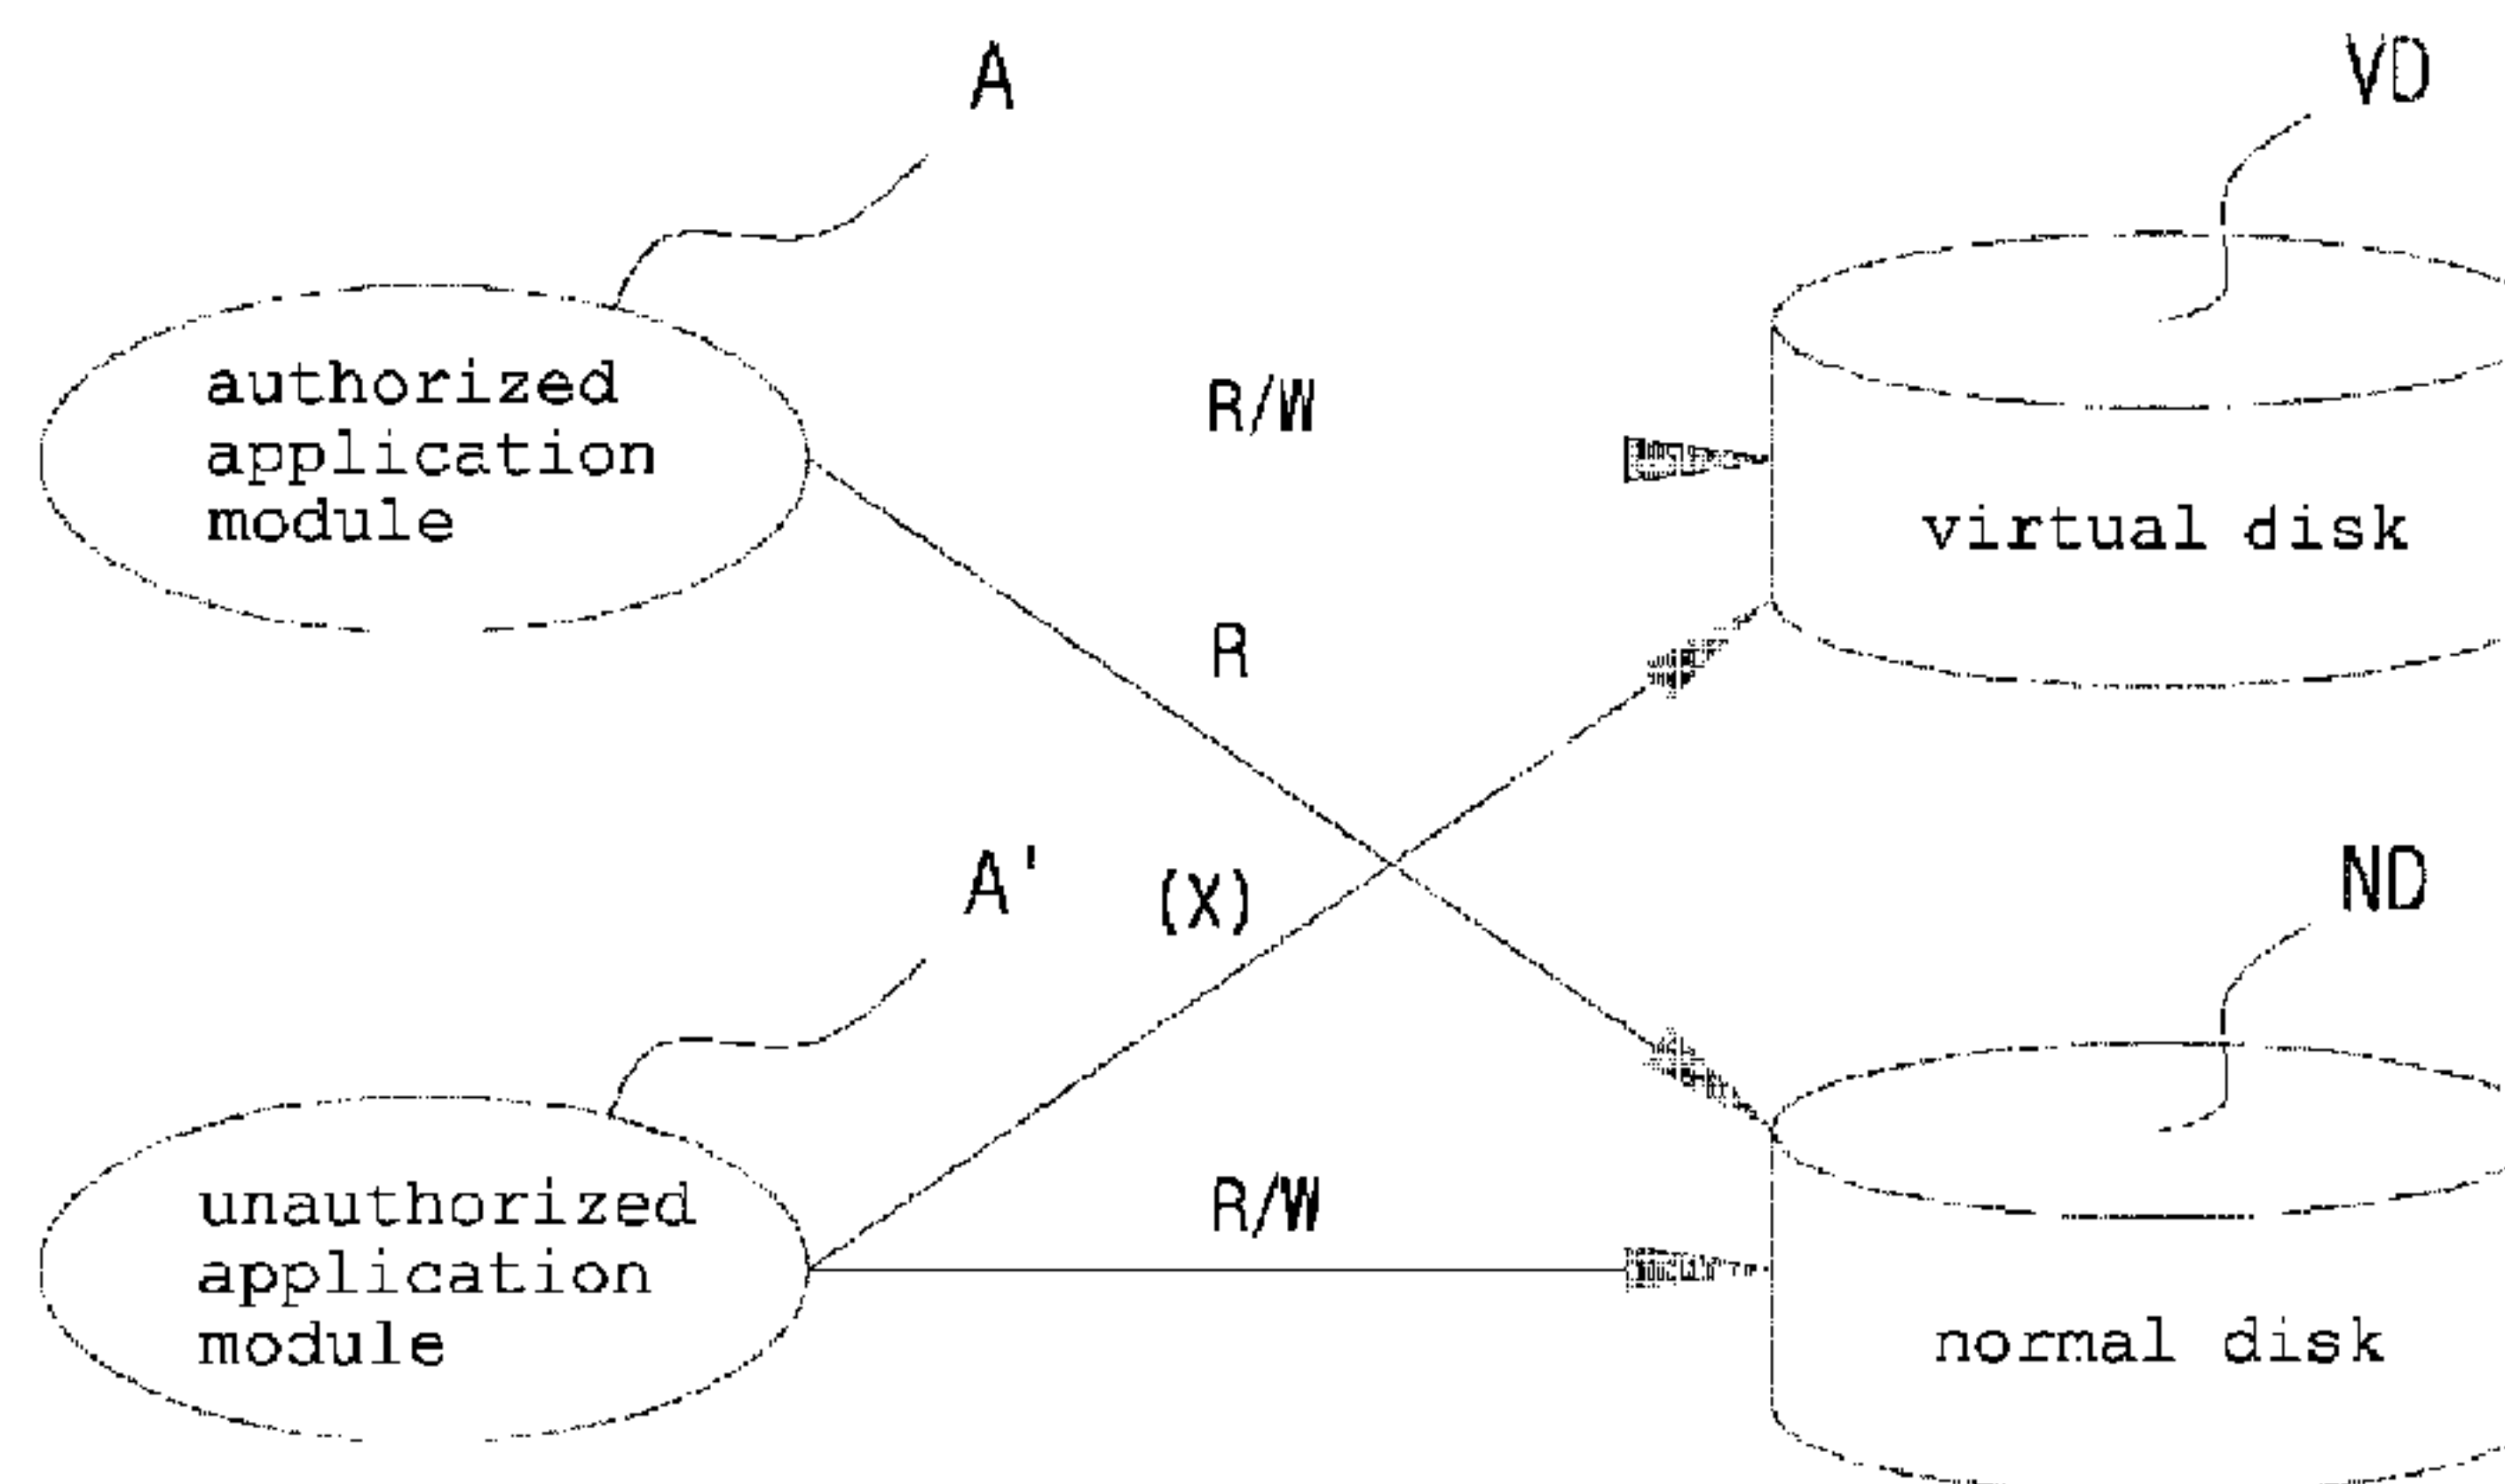 A
VD
authorized
application
module
R/W
virtual disk
R
A'
(X)
ND
unauthorized
application
module
R/W
normal disk